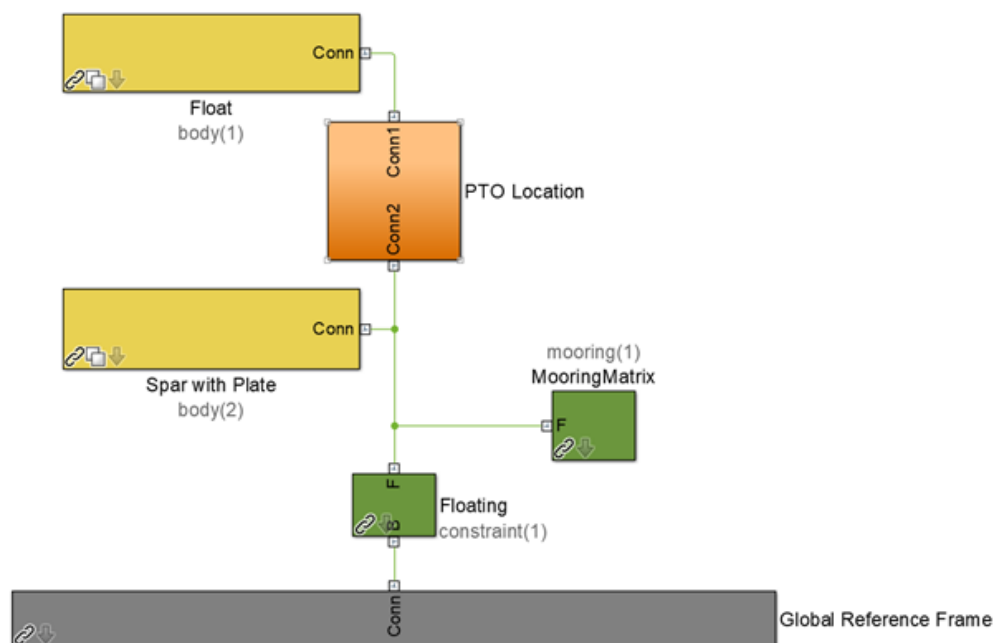 Conn
Float
body(1)
Conn1
PTO Location
Conn2
Conn
Spar with Plate
body(2)
mooring(1)
MooringMatrix
F
F
Floating
B
constraint(1)
Conn
Global Reference Frame